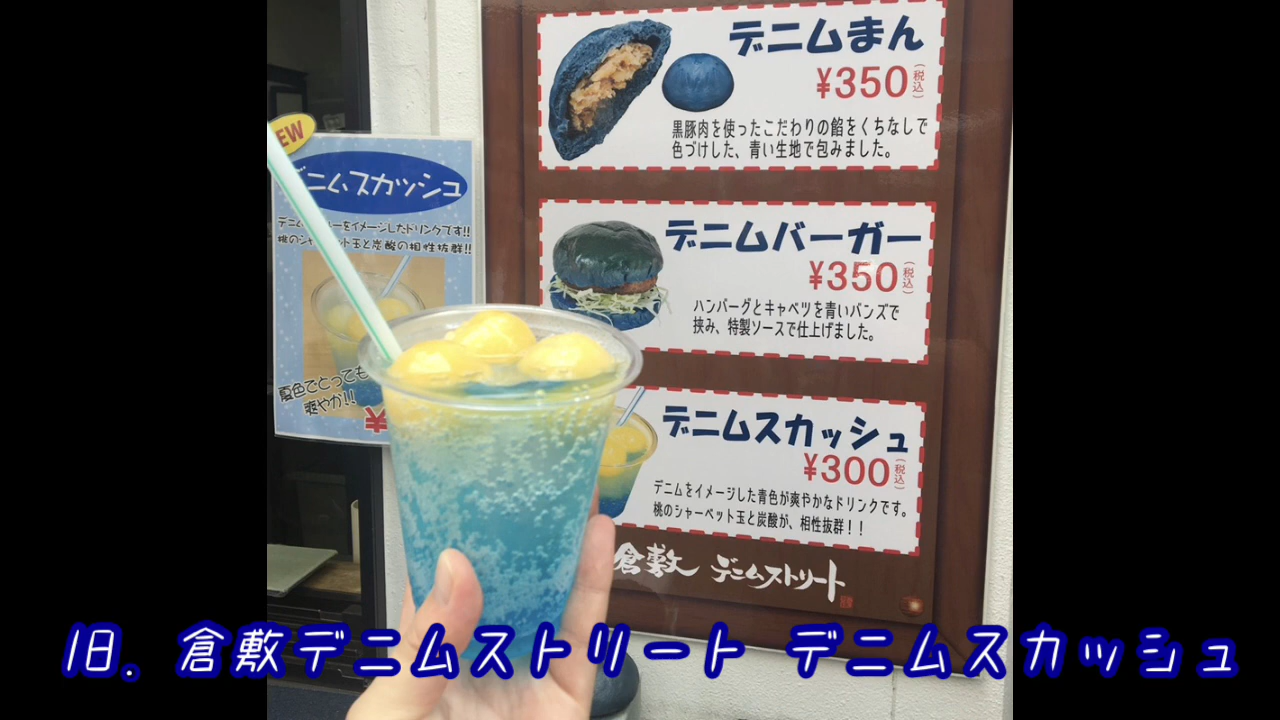 NEW
デニムスカッシュ
をイメージしたドリンクです!!
桃のシャーベット玉と炭酸の相性抜群!!
夏色でとっても
爽やか!!
¥
デニムまん
¥350(税込)
黒豚肉を使ったこだわりの餡をくちなしで
色づけした、青い生地で包みました。
デニムバーガー
¥350(税込)
ハンバーグとキャベツを青いバンズで
挟み、特製ソースで仕上げました。
デニムスカッシュ
¥300(税込)
デニムをイメージした青色が爽やかなドリンクです。
桃のシャーベット玉と炭酸が、相性抜群！！
倉敷 デニムストリート
18. 倉敷デニムストリート デニムスカッシュ